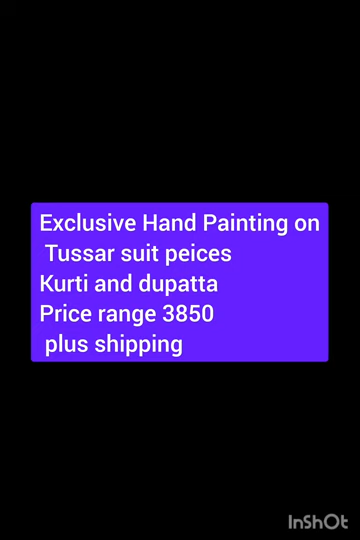 Exclusive Hand Painting on
Tussar suit peices
Kurti and dupatta
Price range 3850
plus shipping
InShOt